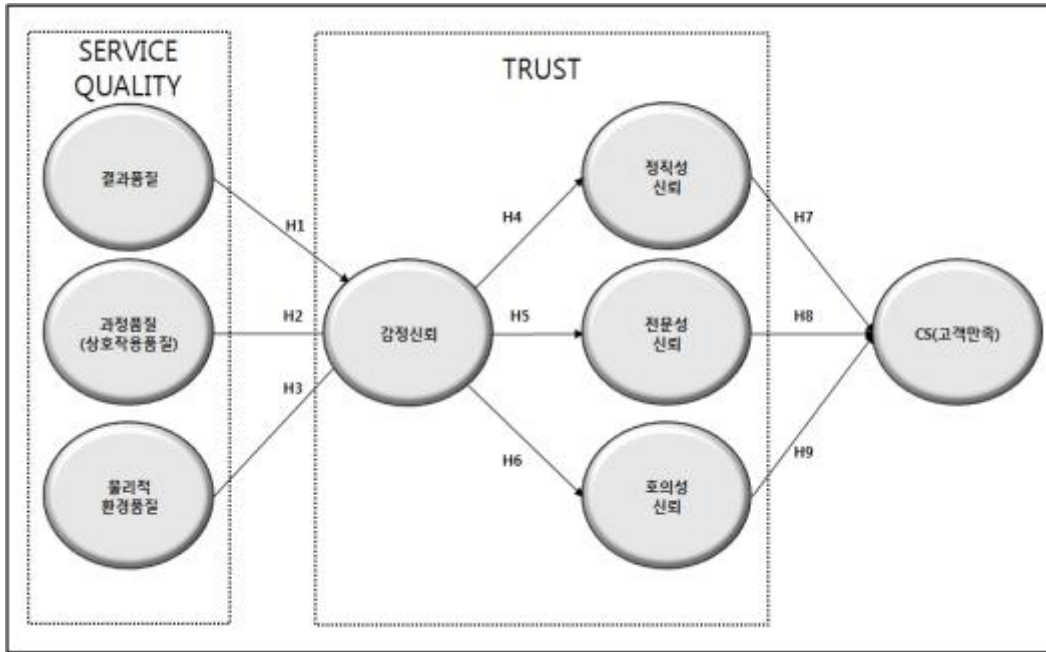 SERVICE
QUALITY
결과품질
과정품질
(상호작용품질)
물리적
환경품질
H1
H2
H3
TRUST
감정신뢰
H4
H5
H6
정직성
신뢰
전문성
신뢰
호의성
신뢰
H7
H8
H9
CS(고객만족)